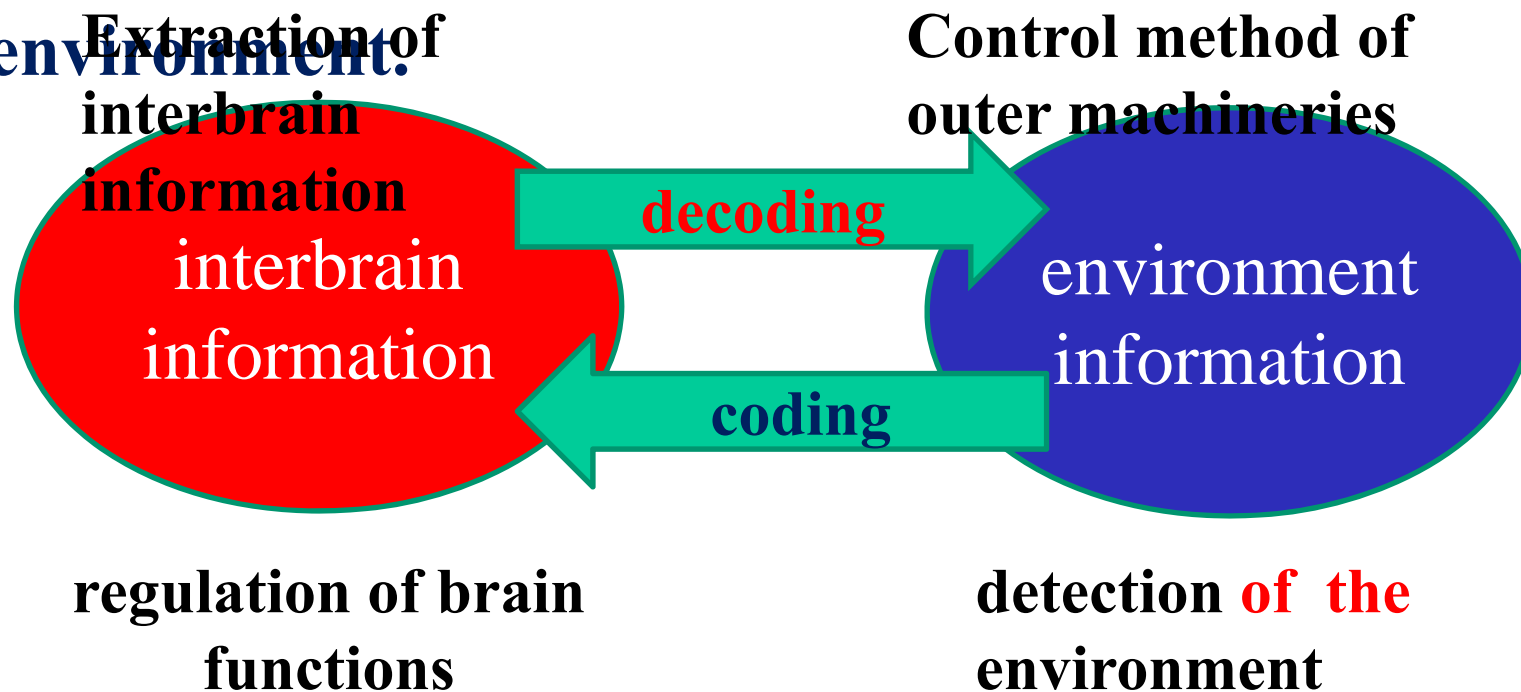 environment.
Extraction of
interbrain
information
Control method of
outer machineries
decoding
interbrain
information
environment
information
coding
regulation of brain
functions
detection of the
environment